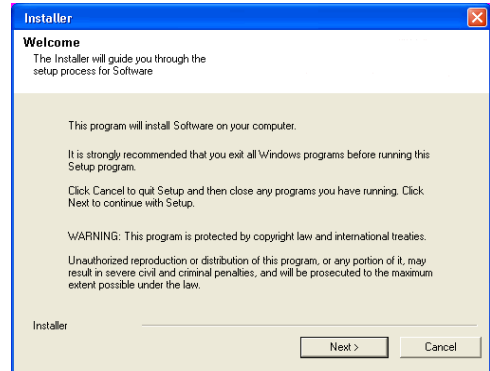 Installer
Welcome
The Installer will guide you through the
setup process for Software
This program will install Software on your computer.
It is strongly recommended that you exit all Windows programs before running this
Setup program.
Click Cancel to quit Setup and then close any programs you have running. Click
Next to continue with Setup.
WARNING: This program is protected by copyright law and international treaties.
Unauthorized reproduction or distribution of this program, or any portion of it, may
result in severe civil and criminal penalties, and will be prosecuted to the maximum
extent possible under the law.
Installer
Next >
Cancel